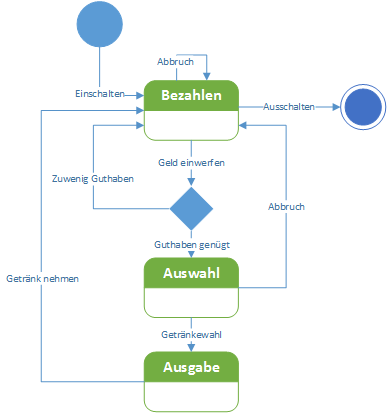 Abbruch
Einschalten
Bezahlen
Ausschalten
Geld einwerfen
Zuwenig Guthaben
Abbruch
Guthaben genügt
Auswahl
Getränk nehmen
Getränkewahl
Ausgabe